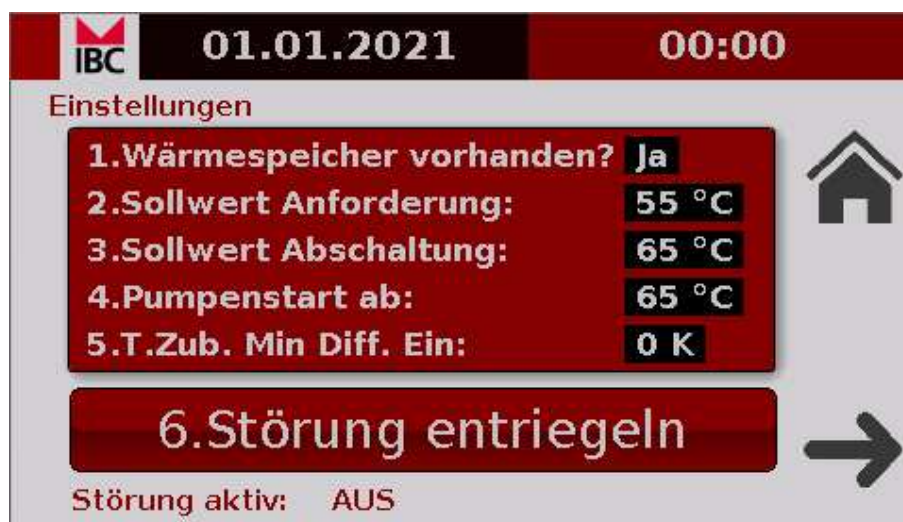 IBC 01.01.2021 00:00
Einstellungen
1.Wärmespeicher vorhanden? Ja
2.Sollwert Anforderung: 55 °C
3.Sollwert Abschaltung: 65 °C
4.Pumpenstart ab: 65 °C
5.T.Zub. Min Diff. Ein: 0 K
6.Störung entriegeln
Störung aktiv: AUS